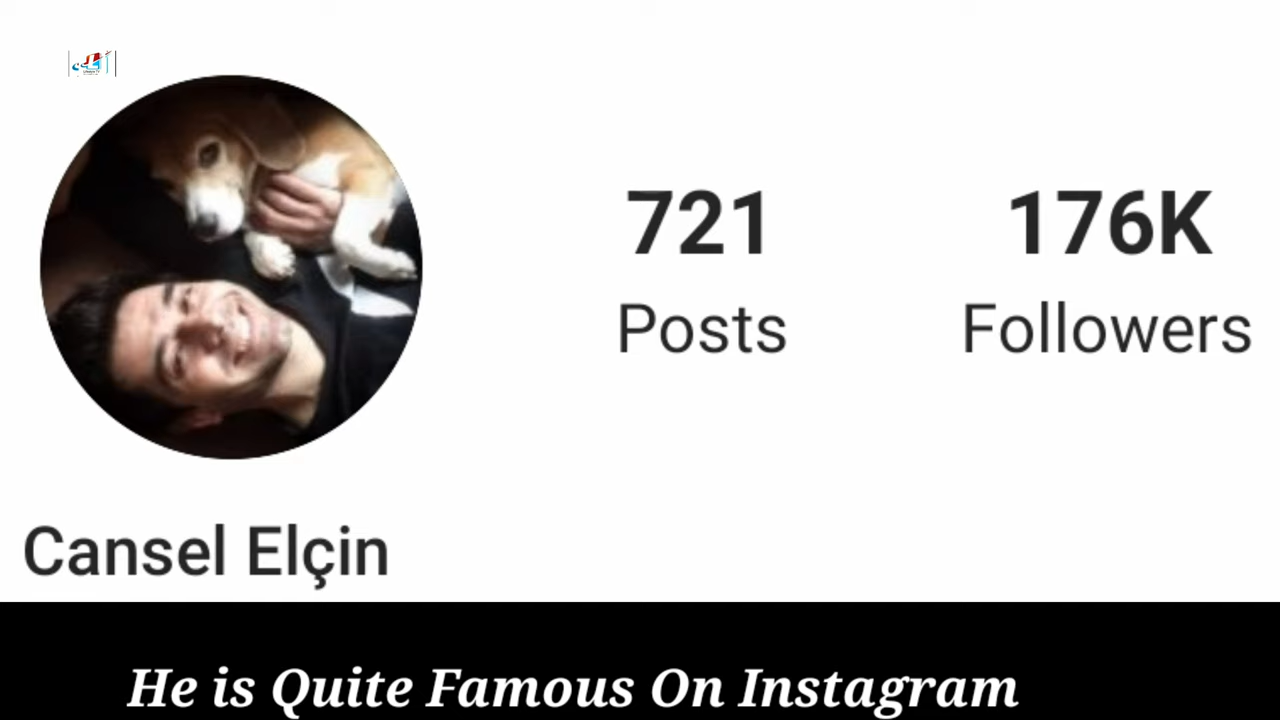 721
176K
Posts
Followers
Cansel Elçin
He is Quite Famous On Instagram